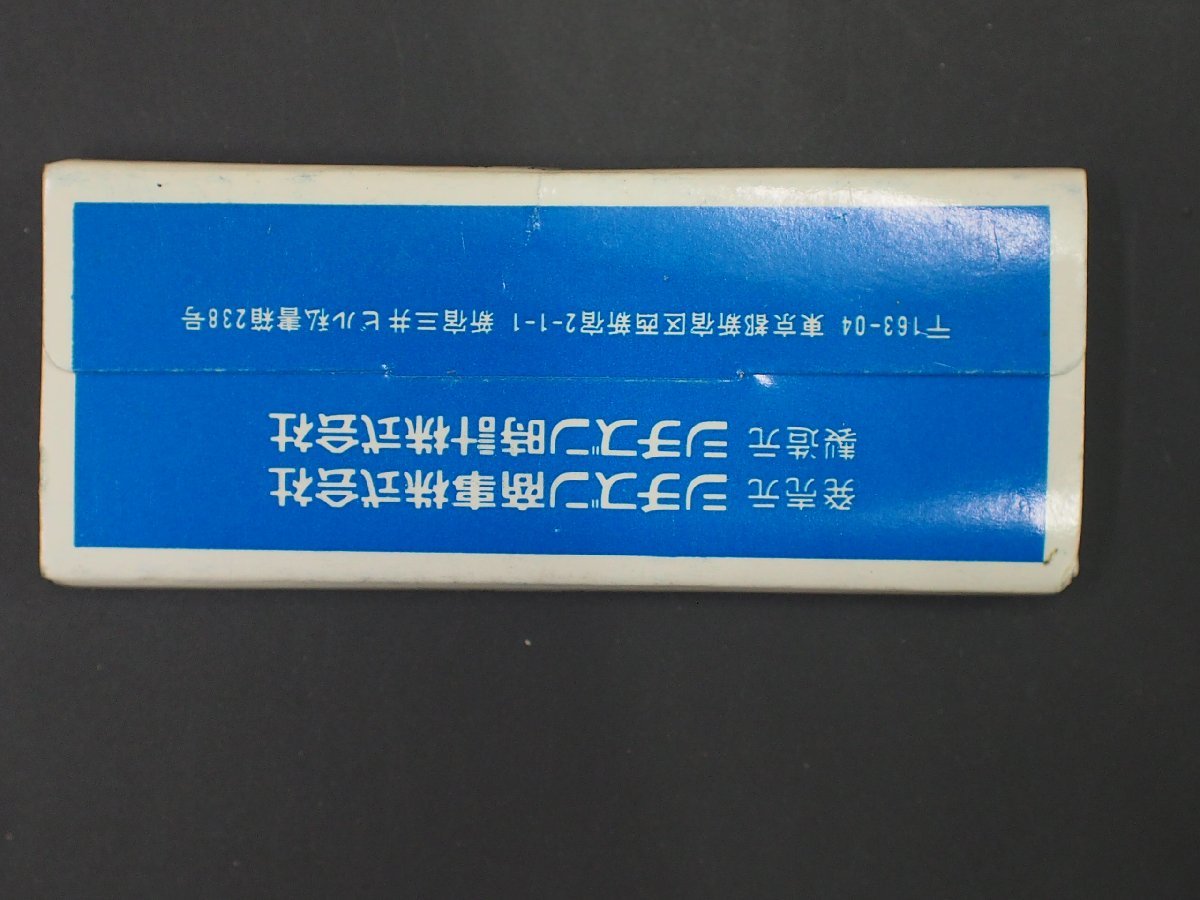 発売元 シチズン商事株式会社
製造元 シチズン時計株式会社
〒163-04 東京都新宿区西新宿2-1-1 新宿三井ビル私書箱238号